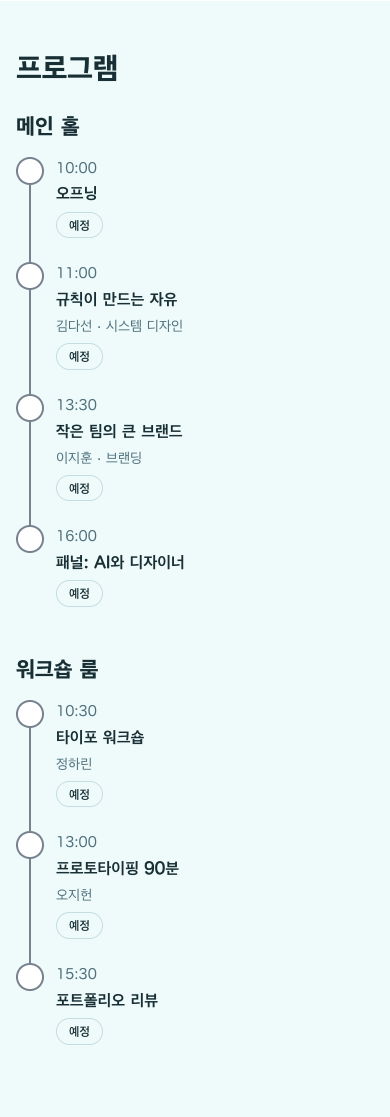 프로그램
메인 홀
10:00
오프닝
예정
11:00
규칙이 만드는 자유
김다선 · 시스템 디자인
예정
13:30
작은 팀의 큰 브랜드
이지훈 · 브랜딩
예정
16:00
패널: AI와 디자이너
예정
워크숍 룸
10:30
타이포 워크숍
정하린
예정
13:00
프로토타이핑 90분
오지헌
예정
15:30
포트폴리오 리뷰
예정